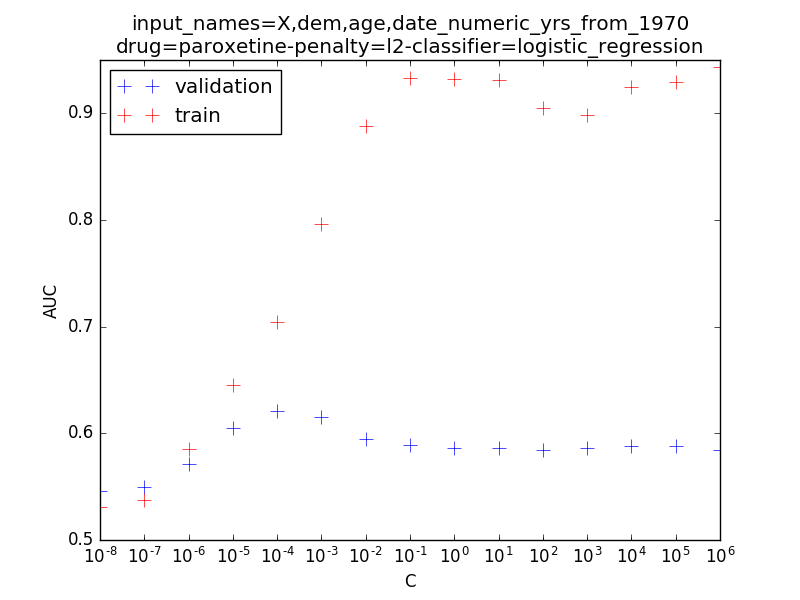 input_names=X,dem,age,date_numeric_yrs_from_1970
drug=paroxetine-penalty=l2-classifier=logistic_regression
validation
train
0.9
0.8
0.7
0.6
0.5
AUC
10⁻⁸ 10⁻⁷ 10⁻⁶ 10⁻⁵ 10⁻⁴ 10⁻³ 10⁻² 10⁻¹ 10⁰ 10¹ 10² 10³ 10⁴ 10⁵ 10⁶
C